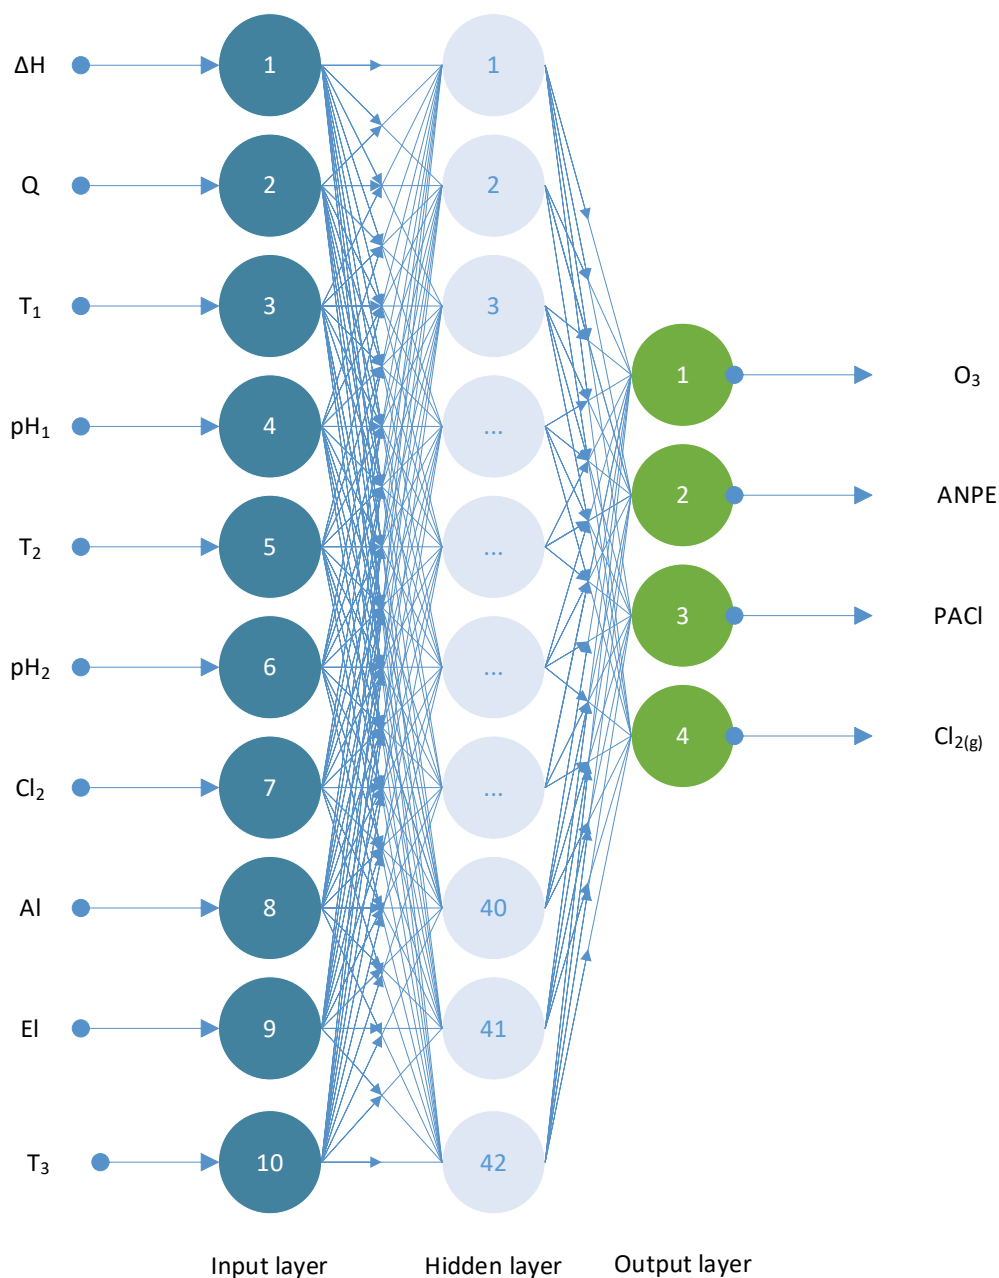 ΔH 1 1
Q 2 2
T₁ 3 3
1 O₃
pH₁ 4 ...
2 ANPE
T₂ 5 ...
3 PACl
pH₂ 6 ...
4 Cl₂₍g₎
Cl₂ 7 ...
Al 8 40
El 9 41
T₃ 10 42
Input layer Hidden layer Output layer